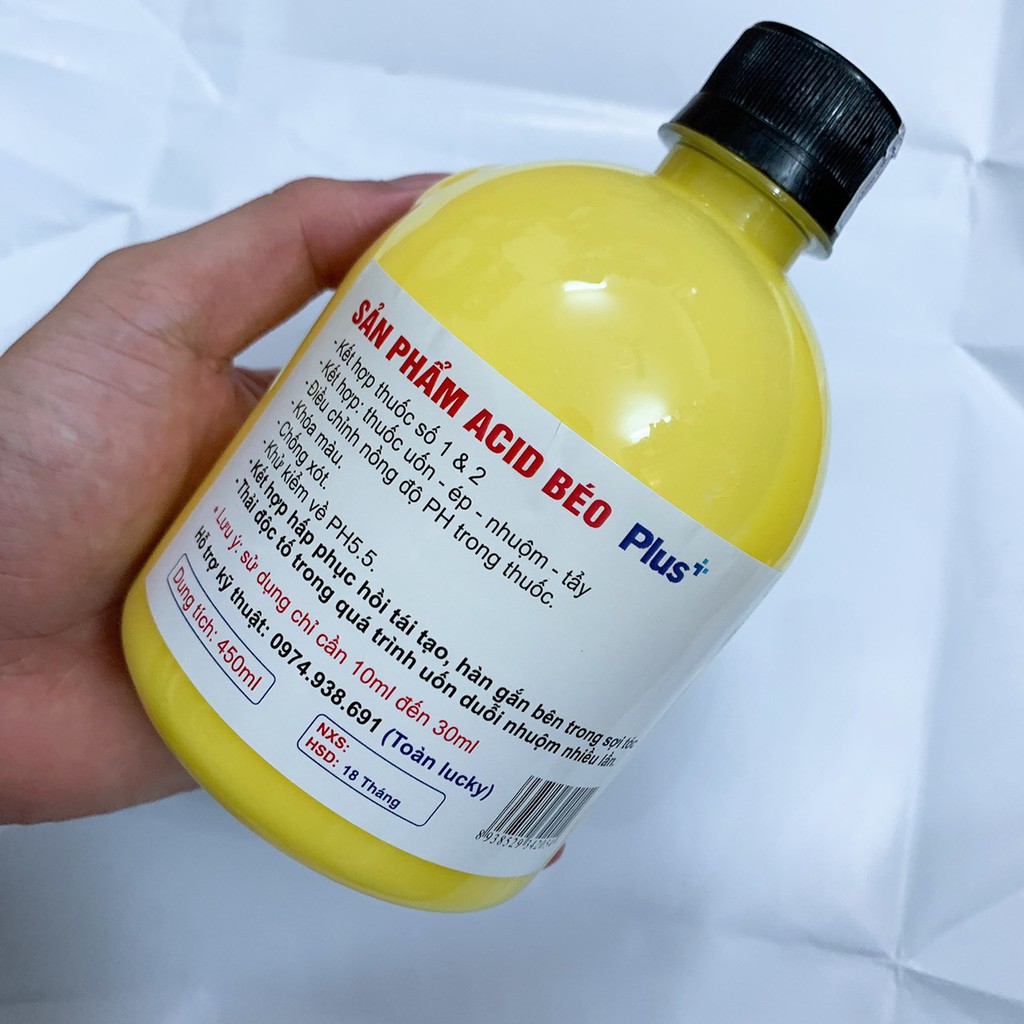 SẢN PHẨM ACID BÉO Plus+
- Kết hợp thuốc số 1 & 2
- Kết hợp: thuốc uốn - ép - nhuộm - tẩy
- Điều chỉnh nồng độ PH trong thuốc.
- Khóa màu.
- Chống xót.
- Khử kiềm về PH5.5.
- Kết hợp hấp phục hồi tái tạo, hàn gắn bên trong sợi tóc
- Thải độc tố trong quá trình uốn duỗi nhuộm nhiều lần.
* Lưu ý: sử dụng chỉ cần 10ml đến 30ml
Hỗ trợ kỹ thuật: 0974.938.691 (Toàn lucky)
Dung tích: 450ml
NXS:
HSD: 18 Tháng